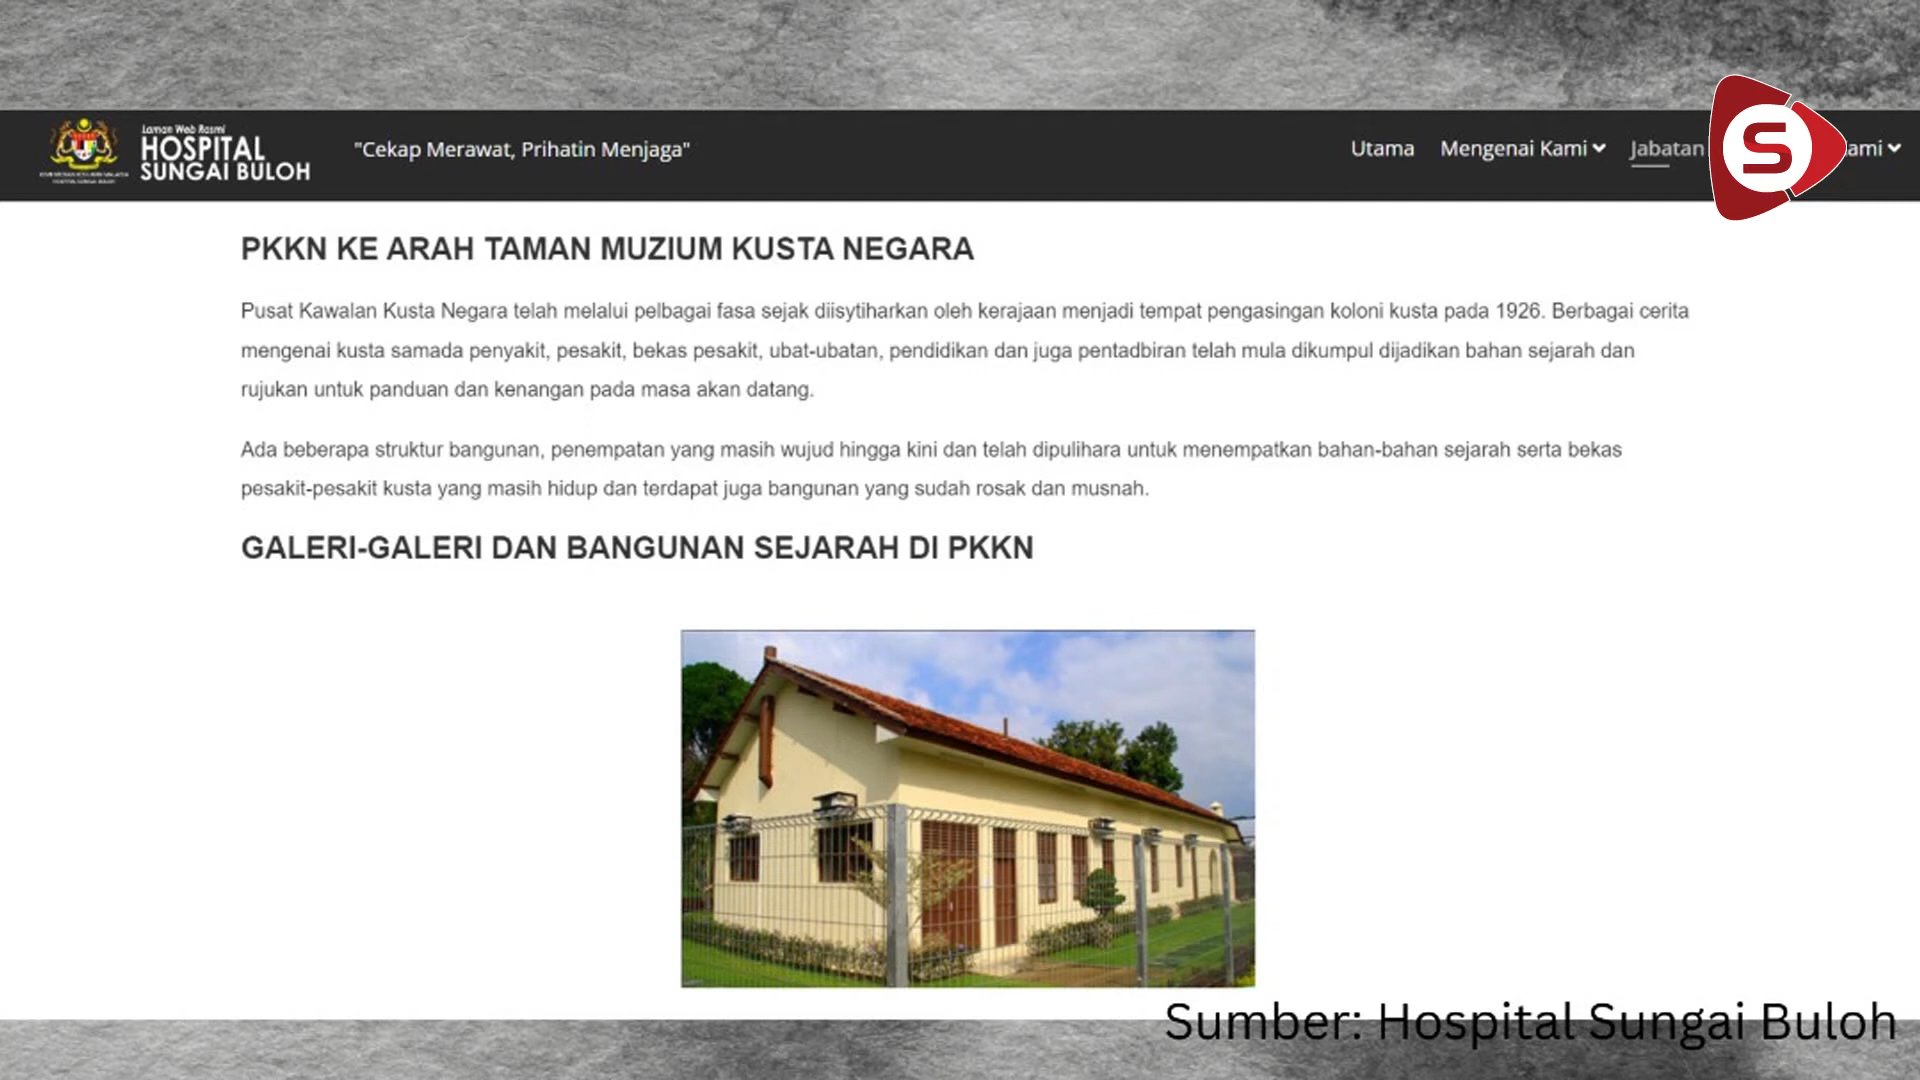 Laman Web Rasmi
HOSPITAL
SUNGAI BULOH
"Cekap Merawat, Prihatin Menjaga"
Utama Mengenai Kami Jabatan ami
S
PKKN KE ARAH TAMAN MUZIUM KUSTA NEGARA
Pusat Kawalan Kusta Negara telah melalui pelbagai fasa sejak diisytiharkan oleh kerajaan menjadi tempat pengasingan koloni kusta pada 1926. Berbagai cerita
mengenai kusta samada penyakit, pesakit, bekas pesakit, ubat-ubatan, pendidikan dan juga pentadbiran telah mula dikumpul dijadikan bahan sejarah dan
rujukan untuk panduan dan kenangan pada masa akan datang.
Ada beberapa struktur bangunan, penempatan yang masih wujud hingga kini dan telah dipulihara untuk menempatkan bahan-bahan sejarah serta bekas
pesakit-pesakit kusta yang masih hidup dan terdapat juga bangunan yang sudah rosak dan musnah.
GALERI-GALERI DAN BANGUNAN SEJARAH DI PKKN
Sumber: Hospital Sungai Buloh